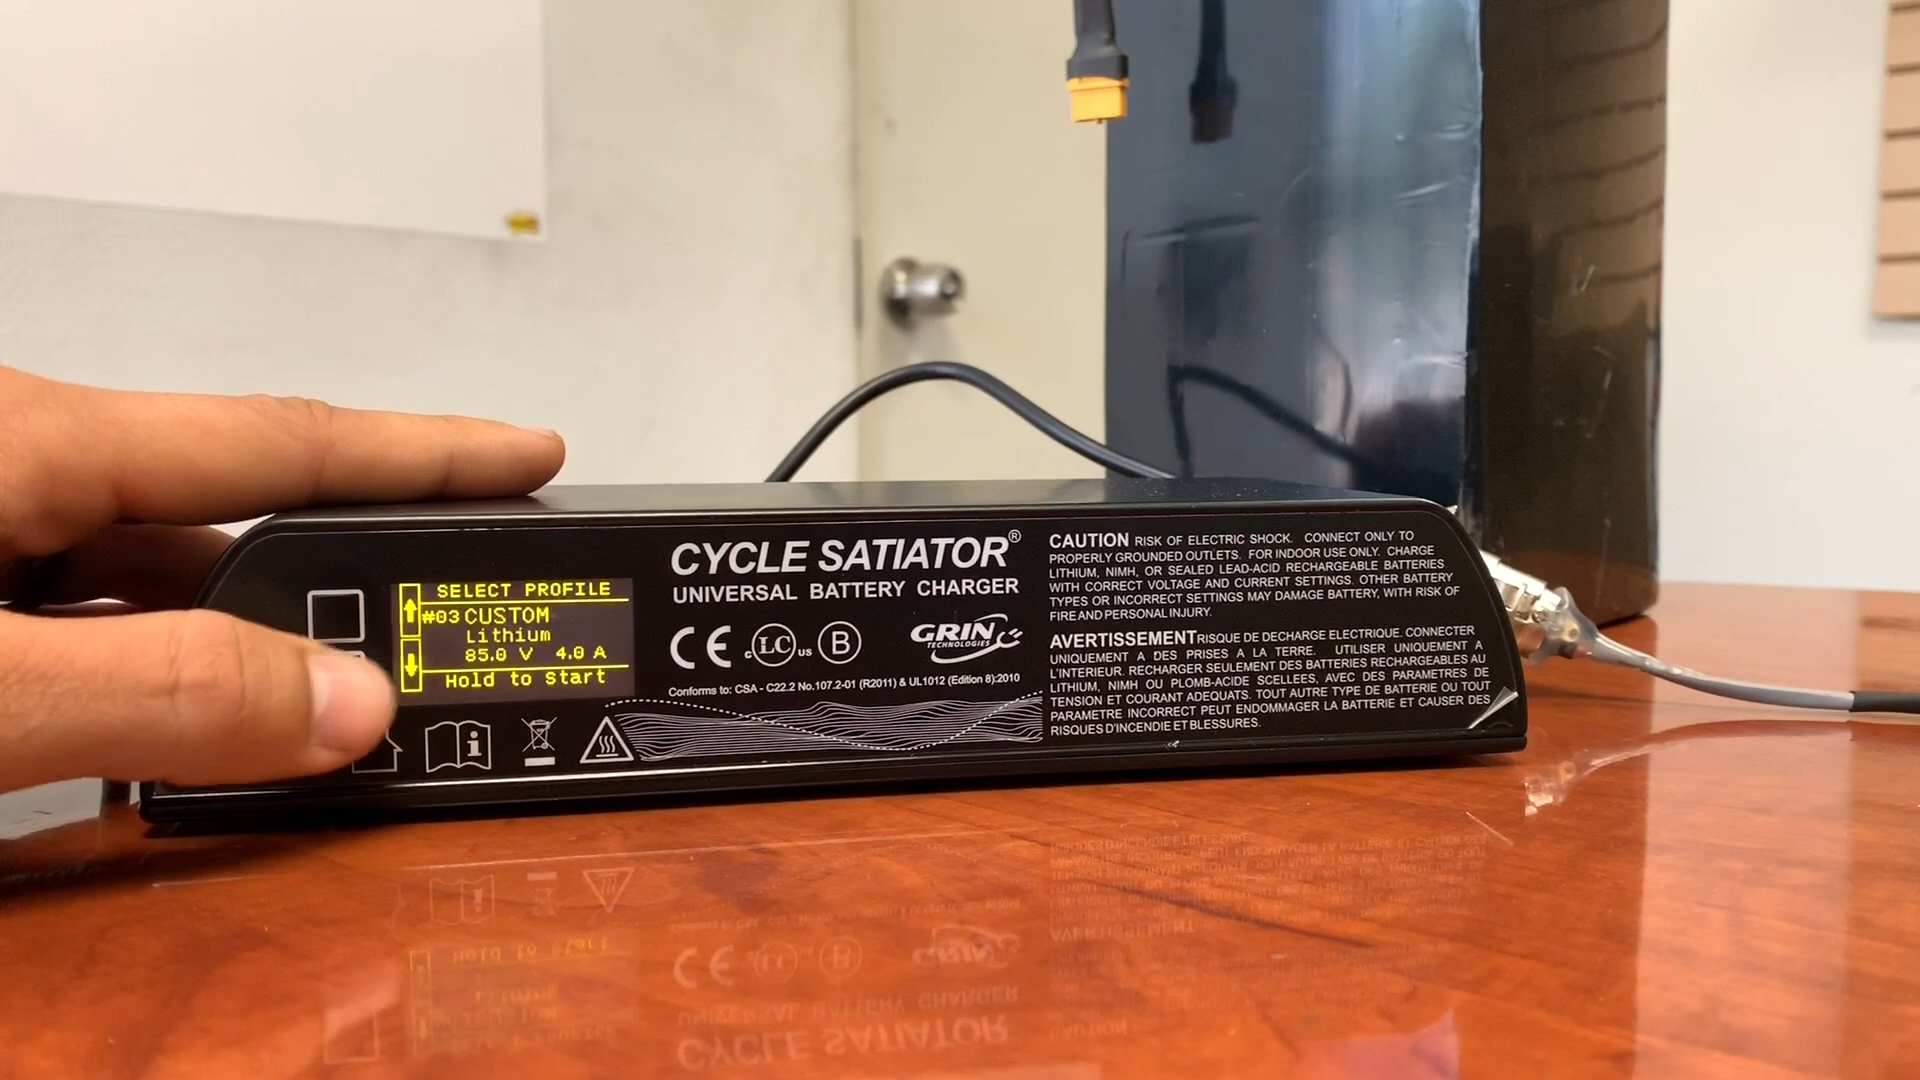 SELECT PROFILE
#03 CUSTOM
Lithium
85.0 V 4.0 A
Hold to start
CYCLE SATIATOR®
UNIVERSAL BATTERY CHARGER
CE
c LC us
B
GRIN
TECHNOLOGIES
Conforms to: CSA - C22.2 No.107.2-01 (R2011) & UL1012 (Edition 8):2010
CAUTION RISK OF ELECTRIC SHOCK. CONNECT ONLY TO
PROPERLY GROUNDED OUTLETS. FOR INDOOR USE ONLY. CHARGE
LITHIUM, NIMH, OR SEALED LEAD-ACID RECHARGEABLE BATTERIES
WITH CORRECT VOLTAGE AND CURRENT SETTINGS. OTHER BATTERY
TYPES OR INCORRECT SETTINGS MAY DAMAGE BATTERY, WITH RISK OF
FIRE AND PERSONAL INJURY.
AVERTISSEMENT RISQUE DE DECHARGE ELECTRIQUE. CONNECTER
UNIQUEMENT A DES PRISES A LA TERRE. UTILISER UNIQUEMENT A
L'INTERIEUR. RECHARGER SEULEMENT DES BATTERIES RECHARGEABLES AU
LITHIUM, NIMH OU PLOMB-ACIDE SCELLEES, AVEC DES PARAMETRES DE
TENSION ET COURANT ADEQUATS. TOUT AUTRE TYPE DE BATTERIE OU TOUT
PARAMETRE INCORRECT PEUT ENDOMMAGER LA BATTERIE ET CAUSER DES
RISQUES D'INCENDIE ET BLESSURES.